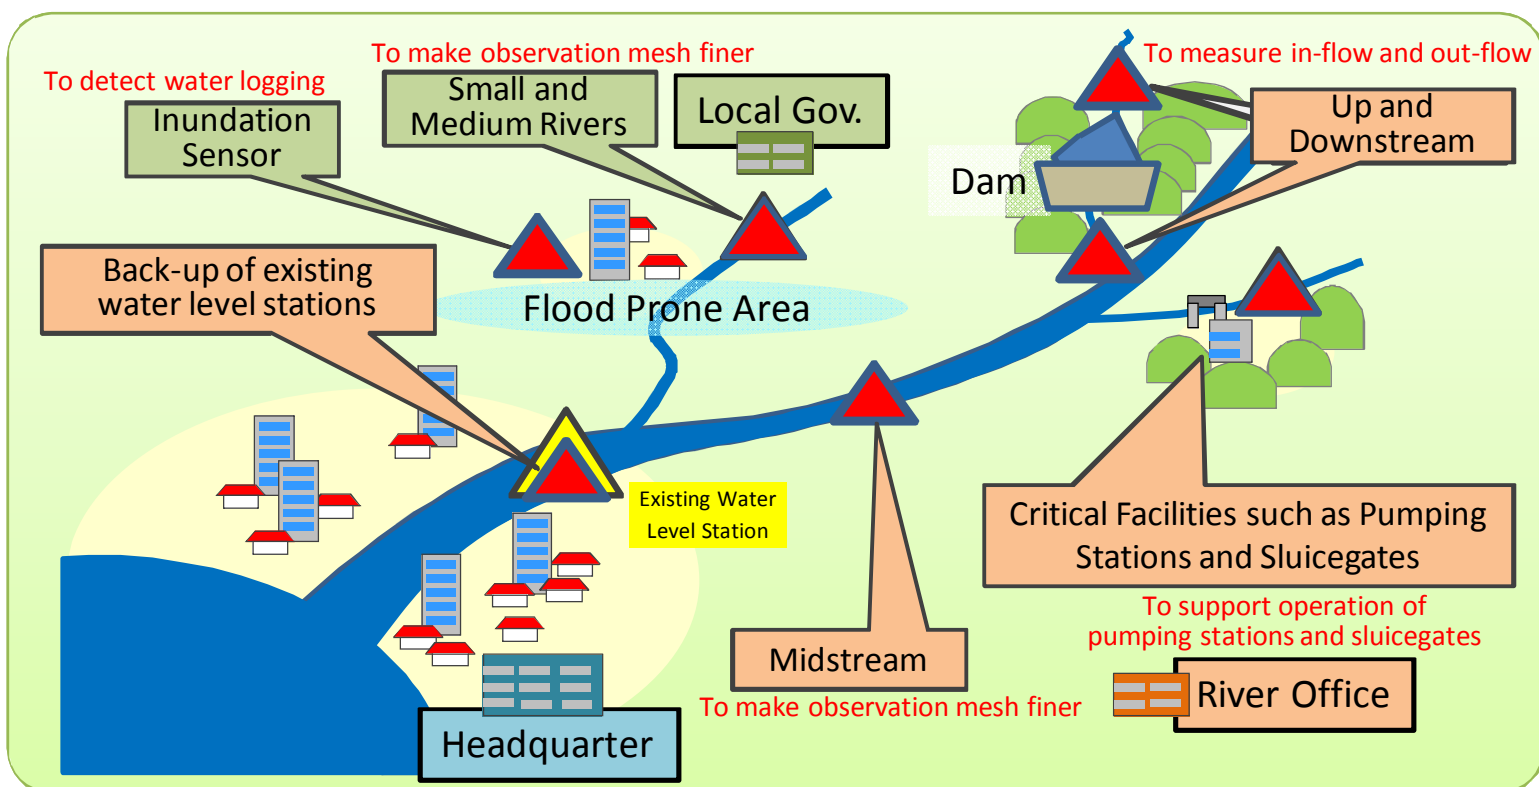 To detect water logging
Inundation
Sensor
To make observation mesh finer
Small and
Medium Rivers
Local Gov.
To measure in-flow and out-flow
Up and
Downstream
Dam
Back-up of existing
water level stations
Flood Prone Area
Existing Water
Level Station
Critical Facilities such as Pumping
Stations and Sluicegates
To support operation of
pumping stations and sluicegates
Midstream
To make observation mesh finer
River Office
Headquarter